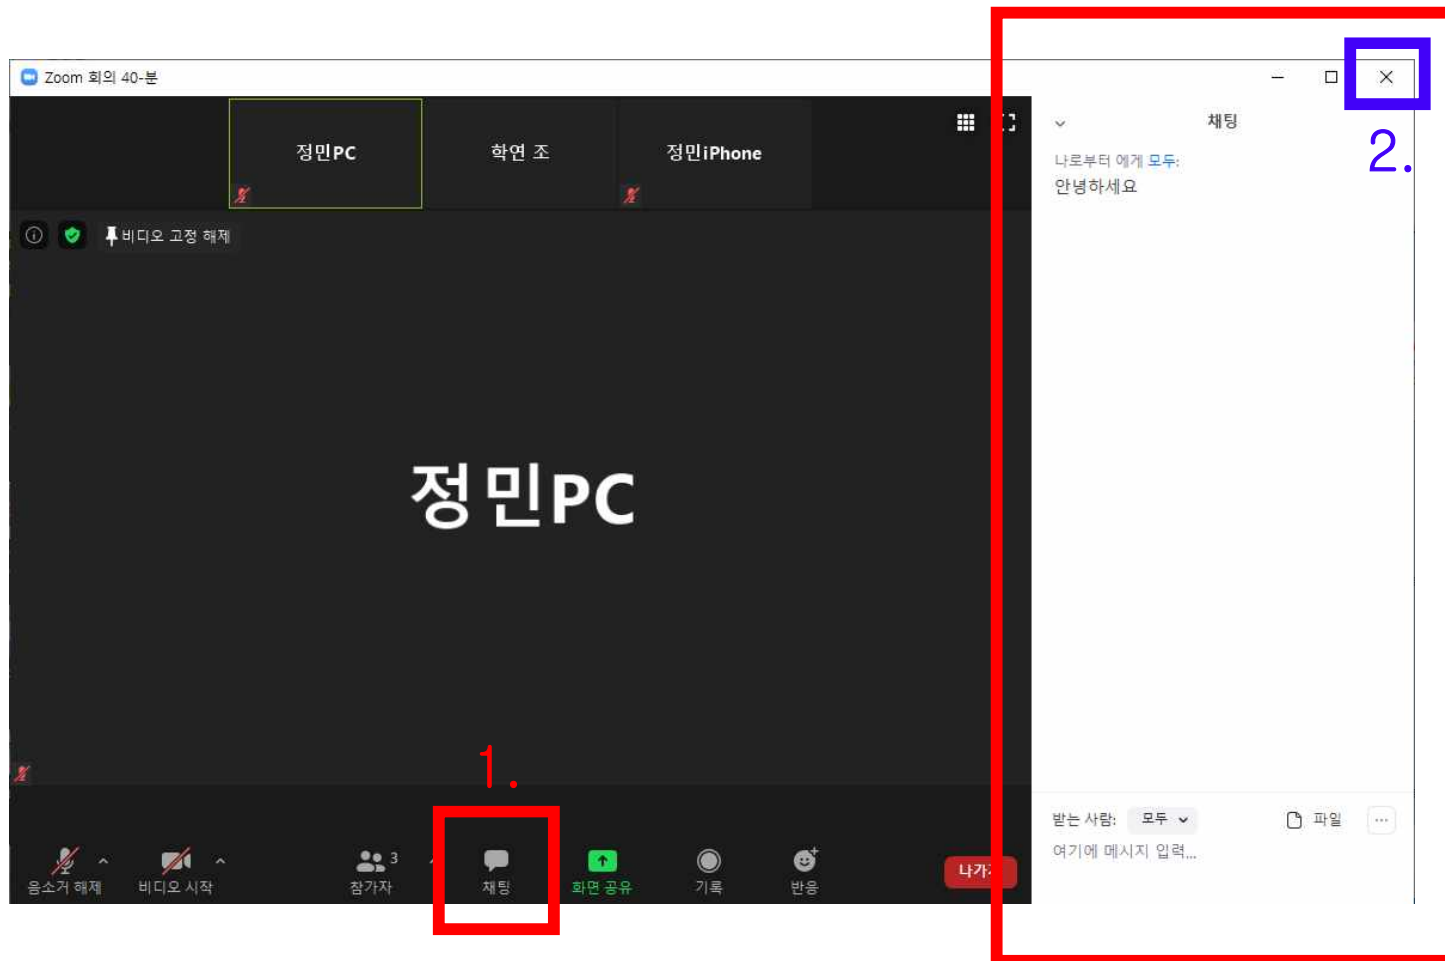 Zoom 회의 40-분
정민PC
학연 조
정민iPhone
비디오 고정 해제
정민PC
채팅
2.
나로부터 에게 모두:
안녕하세요
1.
음소거 해제
비디오 시작
3
참가자
채팅
화면 공유
기록
반응
받는 사람: 모두
파일
여기에 메시지 입력...